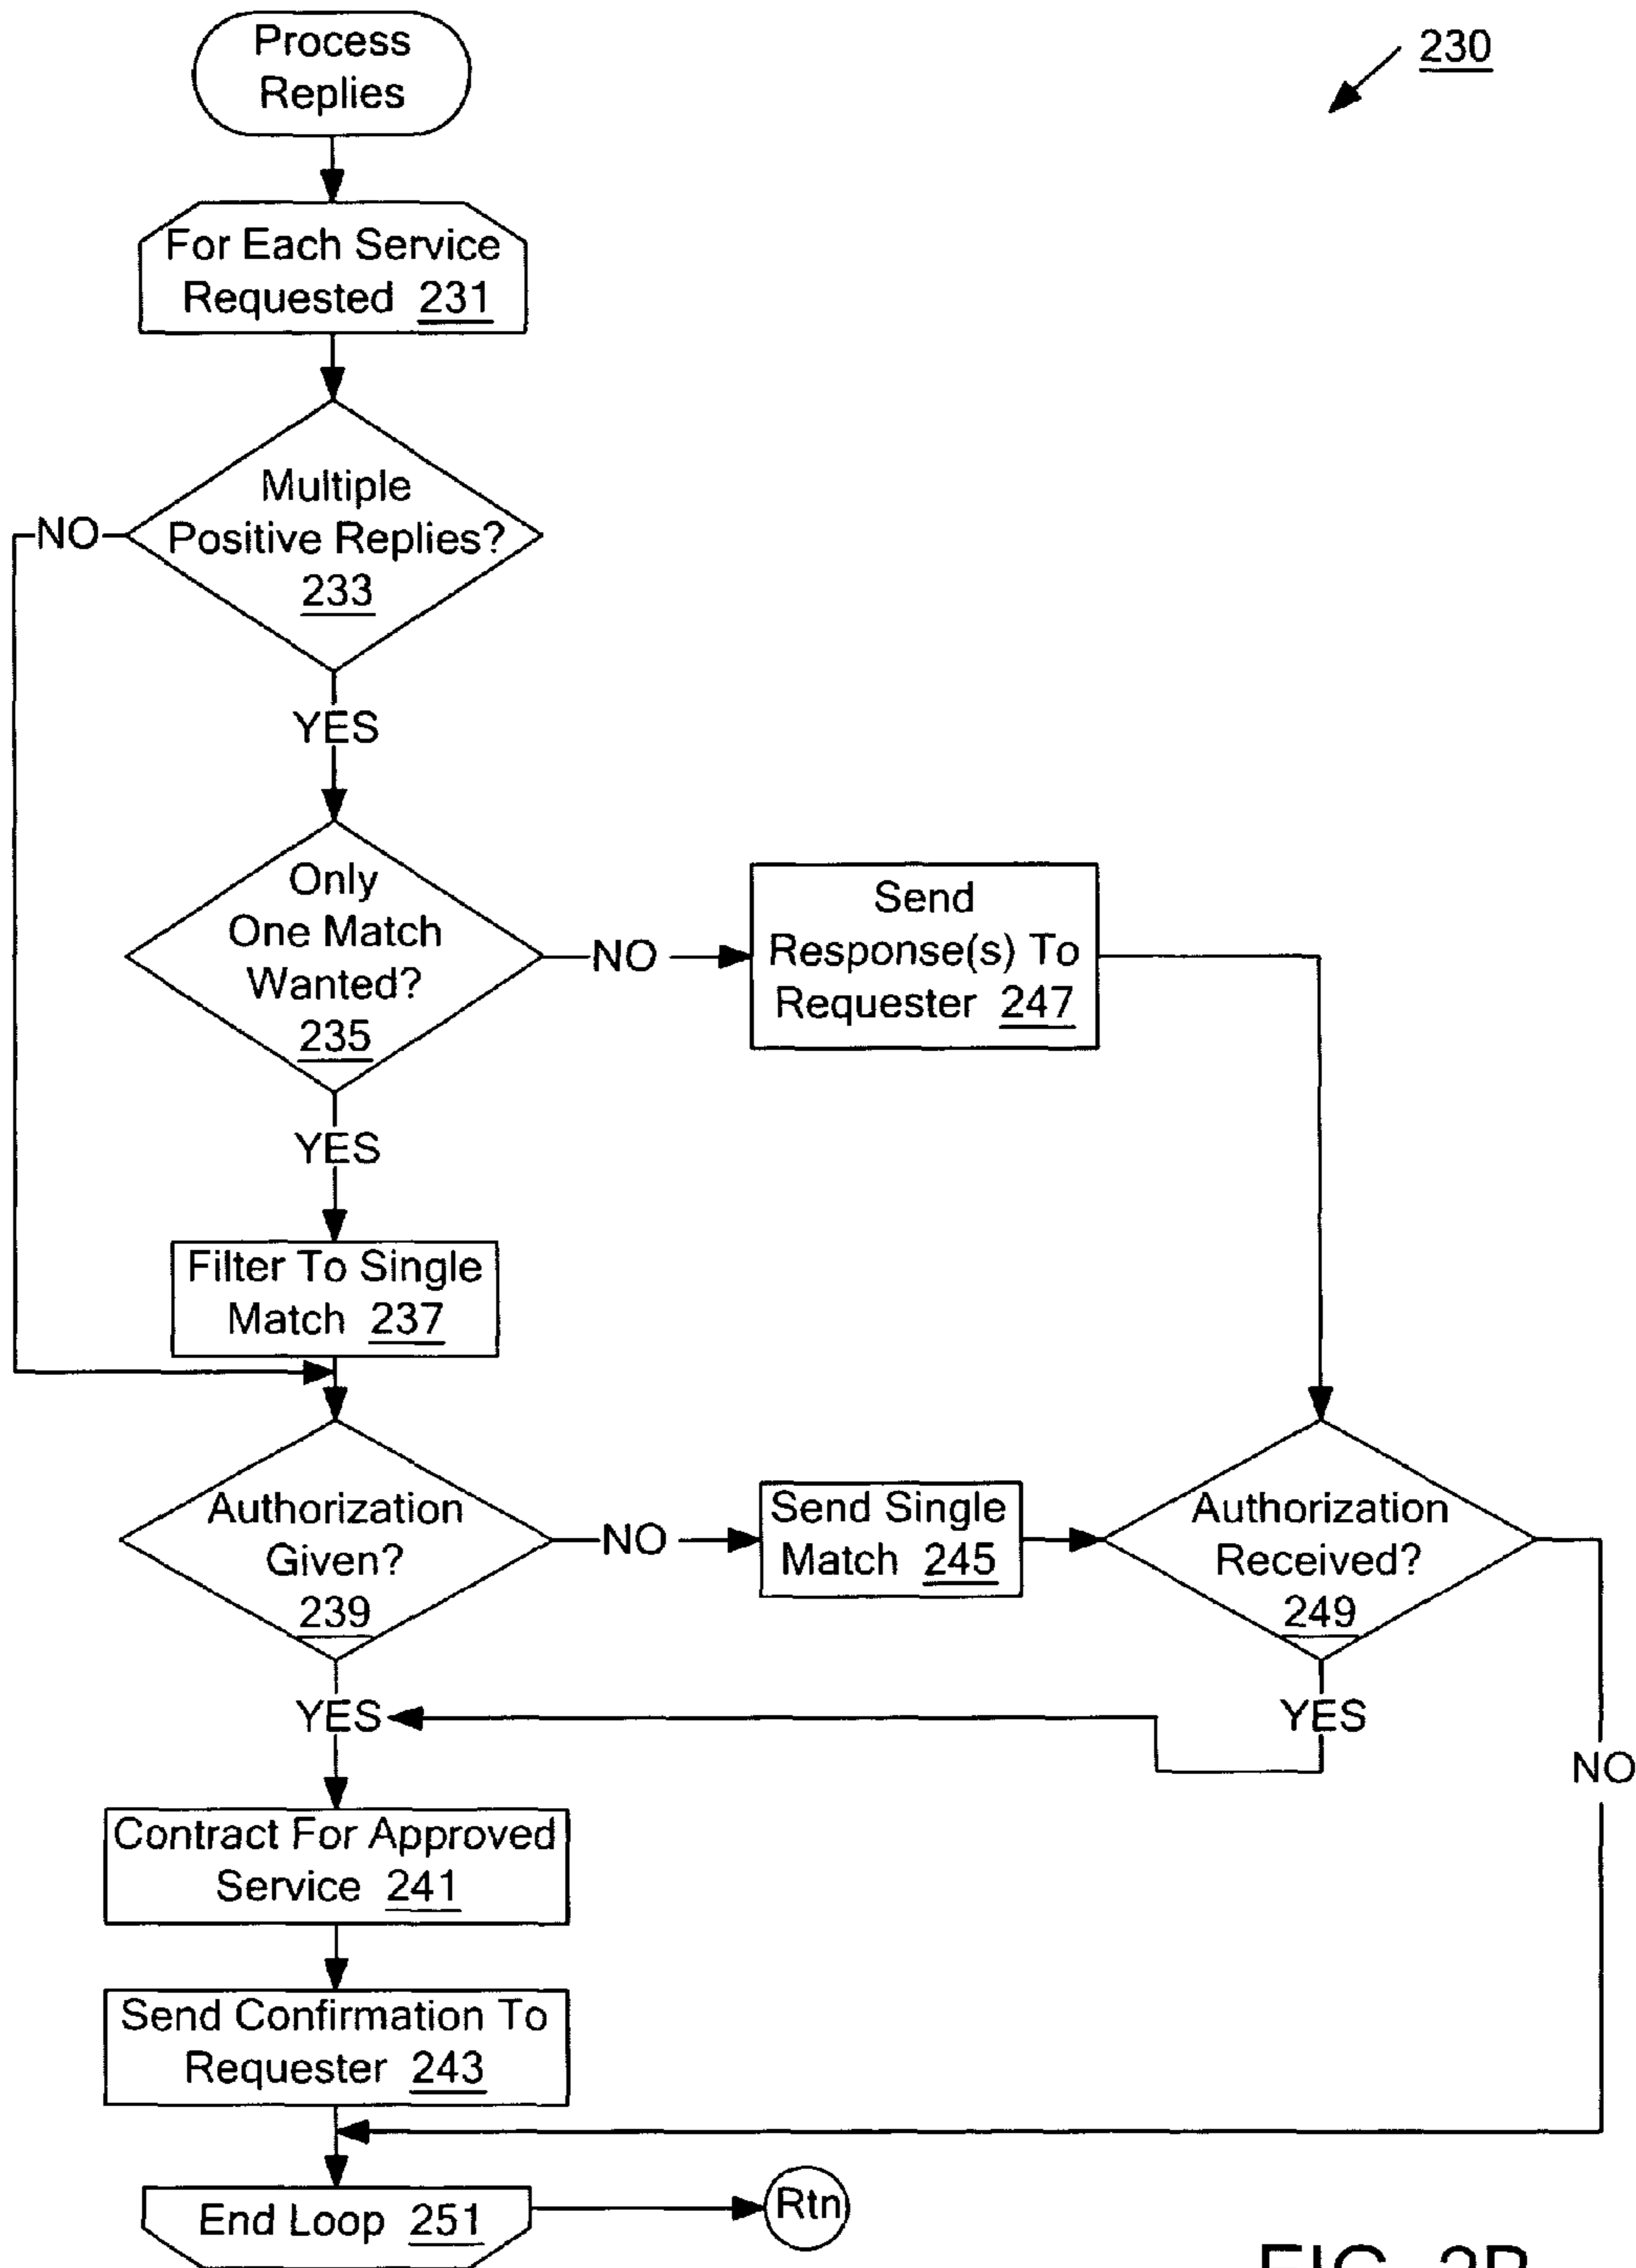 Process
Replies
230
For Each Service
Requested 231
Multiple
Positive Replies?
233
NO
YES
Only
One Match
Wanted?
235
NO
Send
Response(s) To
Requester 247
YES
Filter To Single
Match 237
Authorization
Given?
239
NO
Send Single
Match 245
Authorization
Received?
249
YES
YES
NO
Contract For Approved
Service 241
Send Confirmation To
Requester 243
End Loop 251
Rtn
FIG. 2B